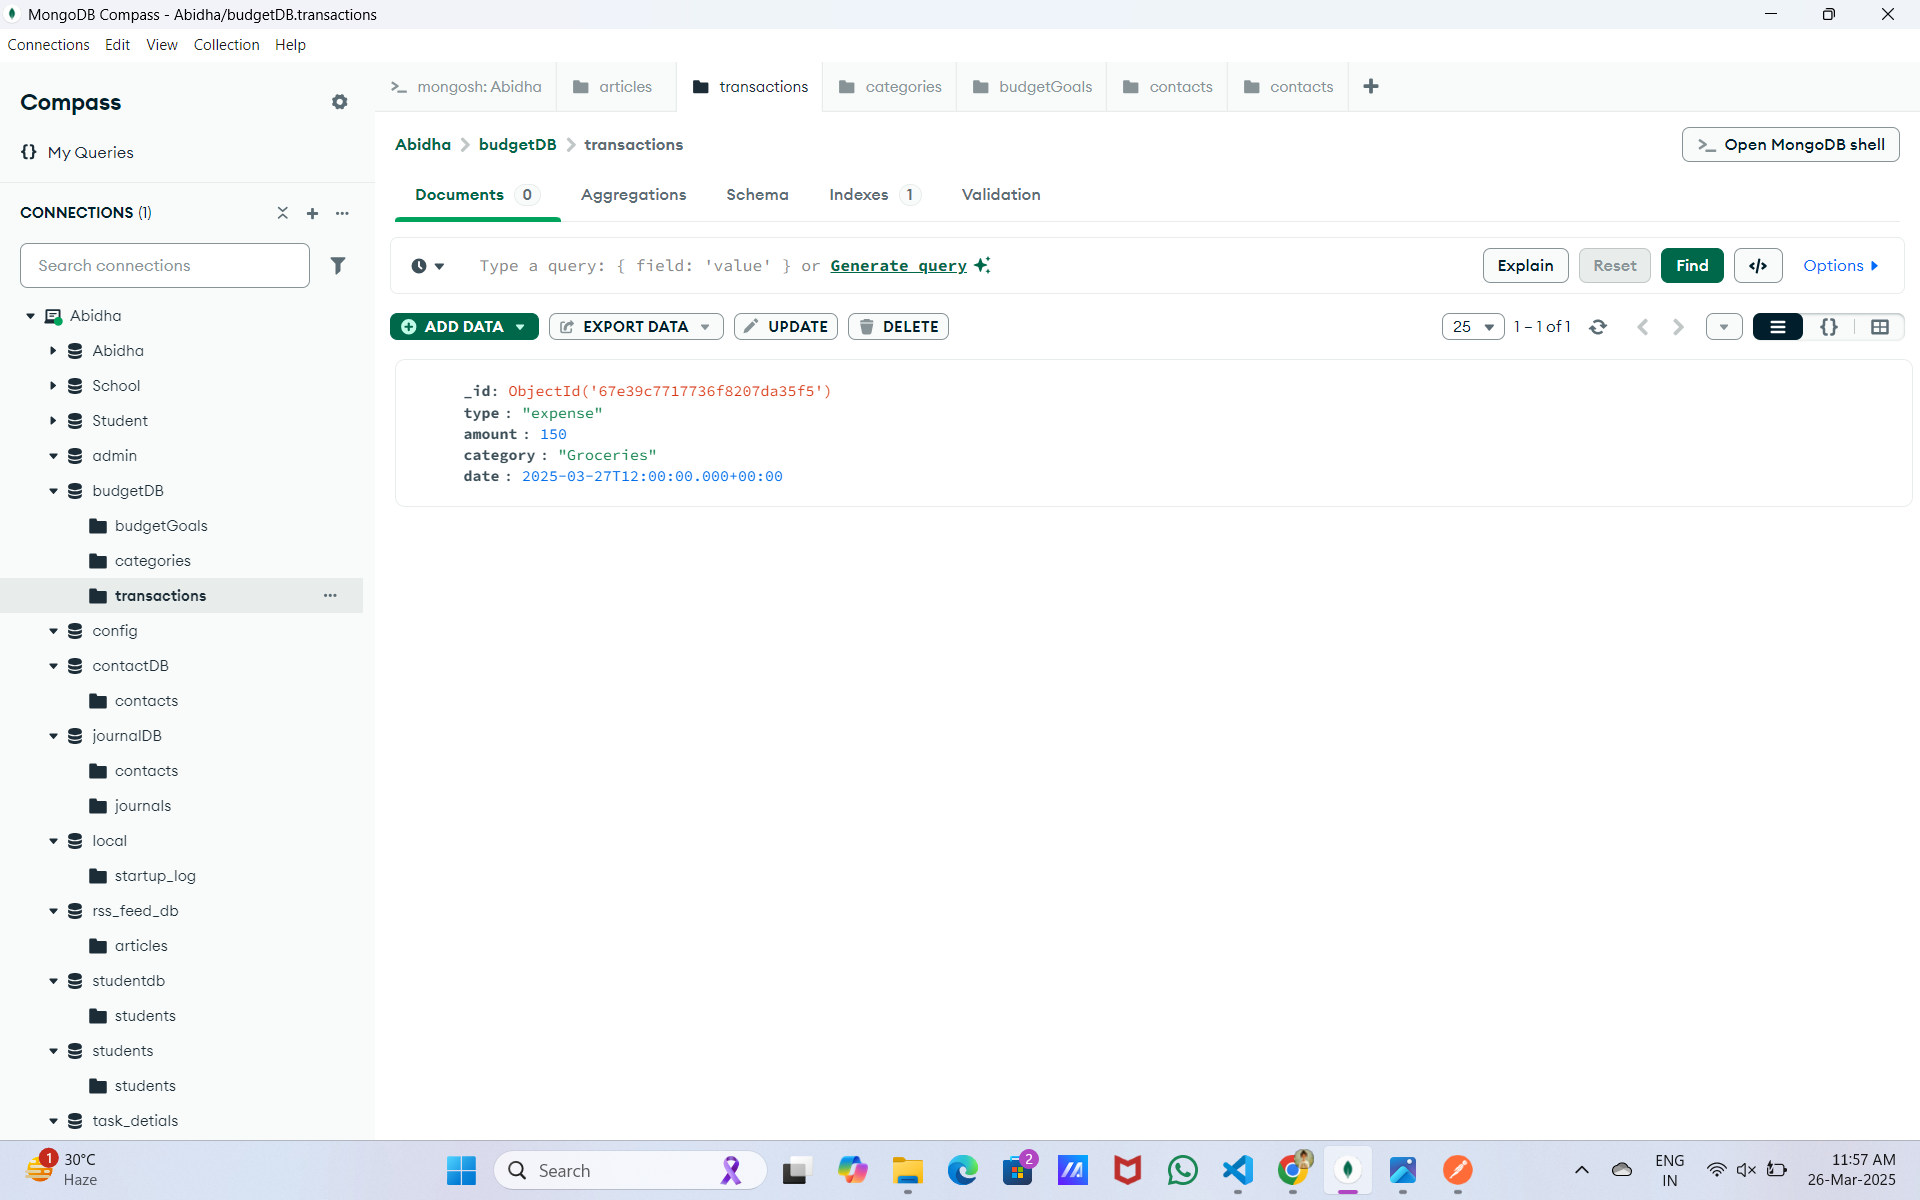 MongoDB Compass - Abidha/budgetDB.transactions
Connections Edit View Collection Help
Compass
{} My Queries
CONNECTIONS (1)
Search connections
Abidha
Abidha
School
Student
admin
budgetDB
budgetGoals
categories
transactions
config
contactDB
contacts
journalDB
contacts
journals
local
startup_log
rss_feed_db
articles
studentdb
students
students
students
task_detials
>_ mongosh: Abidha articles transactions categories budgetGoals contacts contacts +
Abidha > budgetDB > transactions
>_ Open MongoDB shell
Documents 0 Aggregations Schema Indexes 1 Validation
Type a query: { field: 'value' } or Generate query
Explain Reset Find </> Options
ADD DATA EXPORT DATA UPDATE DELETE
25 1 – 1 of 1 {}
_id: ObjectId('67e39c7717736f8207da35f5')
type : "expense"
amount : 150
category : "Groceries"
date : 2025-03-27T12:00:00.000+00:00
1
30°C
Haze
Search
2
ENG
IN
11:57 AM
26-Mar-2025